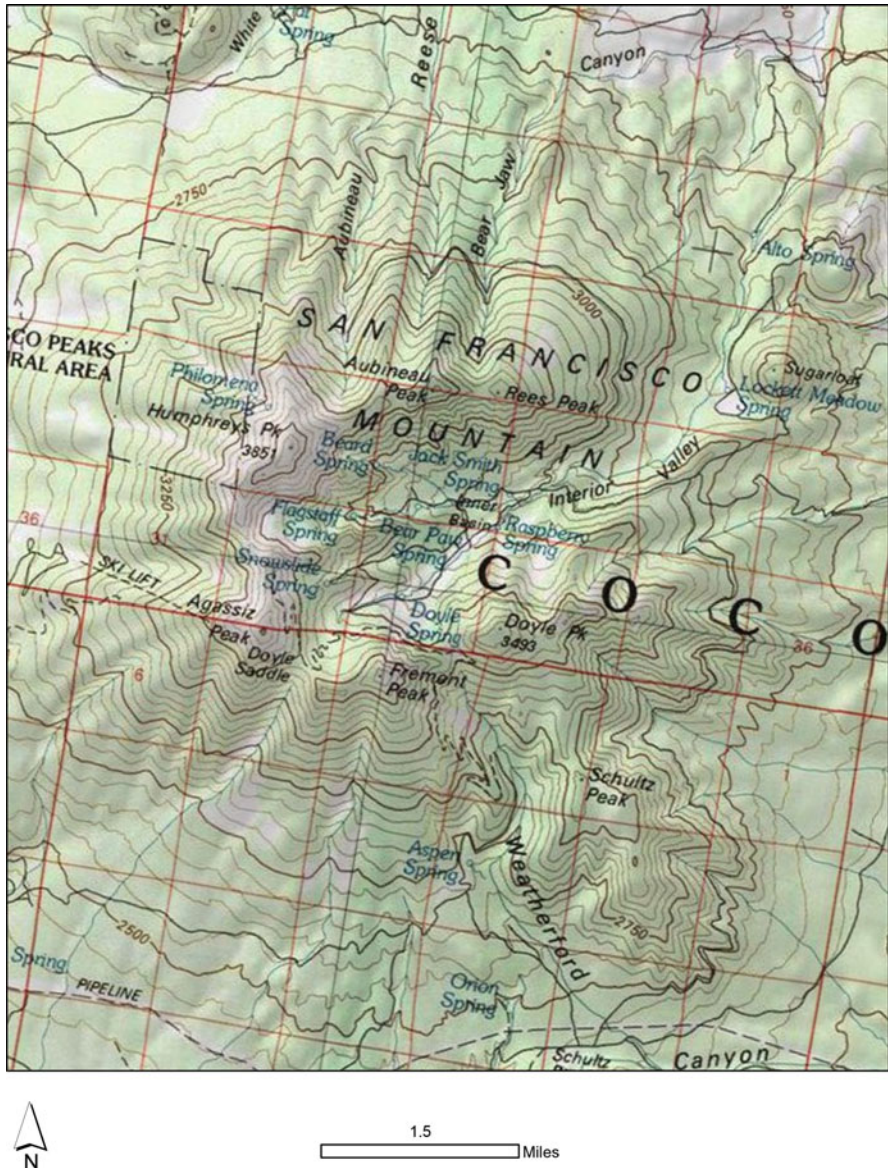 White
Spring
Reese
Canyon
2750
Aubineau
Bear Jaw
Alto Spring
3000
SAN FRANCISCO
MOUNTAIN
SCO PEAKS
RAL AREA
Philomena
Spring
Aubineau
Peak
Rees Peak
Sugarloaf
Lockett Meadow
Spring
Humphreys Pk
3851
Beard
Spring
Jack Smith
Spring
Interior Valley
Inner
Basin
3250
Flagstaff
Spring
Bear Paw
Spring
Raspberry
Spring
36
31
Snowslide
Spring
SKI LIFT
COCO
Agassiz
Peak
Doyle
Saddle
Doyle
Spring
Doyle Pk
3493
36
6
Fremont
Peak
Schultz
Peak
1
Aspen
Spring
Weatherford
2750
2500
Spring
PIPELINE
Orion
Spring
Schultz
Canyon
N
1.5
Miles